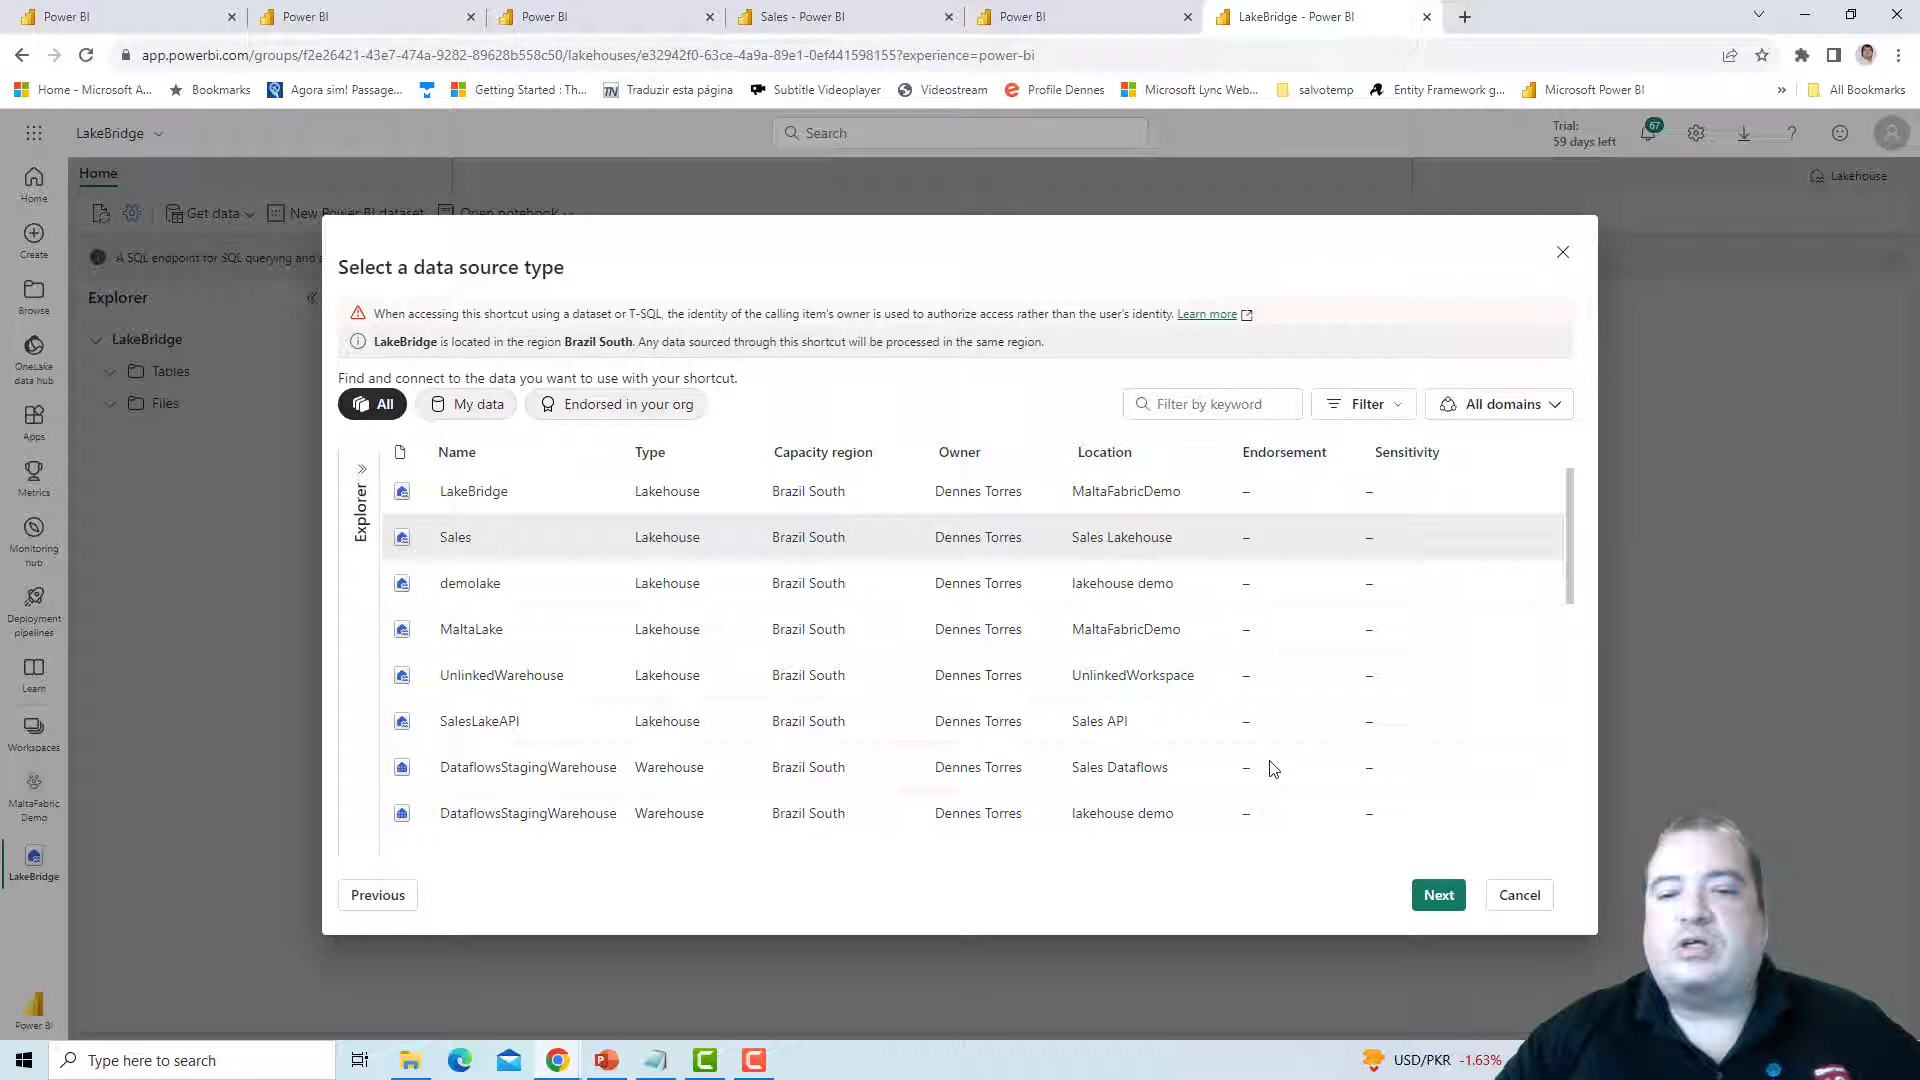 Power BI
Power BI
Power BI
Sales - Power BI
Power BI
LakeBridge - Power BI
app.powerbi.com/groups/f2e26421-43e7-474a-9282-89628b558c50/lakehouses/e32942f0-63ce-4a9a-89e1-0ef441598155?experience=power-bi
Home - Microsoft A...
Bookmarks
Agora sim! Passage...
Getting Started : Th...
Traduzir esta página
Subtitle Videoplayer
Videostream
Profile Dennes
Microsoft Lync Web...
salvotemp
Entity Framework g...
Microsoft Power BI
»
All Bookmarks
LakeBridge
Search
Trial:
59 days left
67
Home
Lakehouse
Get data
New Power BI dataset
Open notebook
A SQL endpoint for SQL querying and
Explorer
LakeBridge
Tables
Files
Home
Create
Browse
OneLake
data hub
Apps
Metrics
Monitoring
hub
Deployment
pipelines
Learn
Workspaces
MaltaFabric
Demo
LakeBridge
Power BI
Select a data source type
When accessing this shortcut using a dataset or T-SQL, the identity of the calling item's owner is used to authorize access rather than the user's identity. Learn more
LakeBridge is located in the region Brazil South. Any data sourced through this shortcut will be processed in the same region.
Find and connect to the data you want to use with your shortcut.
All
My data
Endorsed in your org
Filter by keyword
Filter
All domains
Explorer
Name Type Capacity region Owner Location Endorsement Sensitivity
LakeBridge Lakehouse Brazil South Dennes Torres MaltaFabricDemo – –
Sales Lakehouse Brazil South Dennes Torres Sales Lakehouse – –
demolake Lakehouse Brazil South Dennes Torres lakehouse demo – –
MaltaLake Lakehouse Brazil South Dennes Torres MaltaFabricDemo – –
UnlinkedWarehouse Lakehouse Brazil South Dennes Torres UnlinkedWorkspace – –
SalesLakeAPI Lakehouse Brazil South Dennes Torres Sales API – –
DataflowsStagingWarehouse Warehouse Brazil South Dennes Torres Sales Dataflows – –
DataflowsStagingWarehouse Warehouse Brazil South Dennes Torres lakehouse demo – –
Previous
Next
Cancel
Type here to search
USD/PKR -1.63%